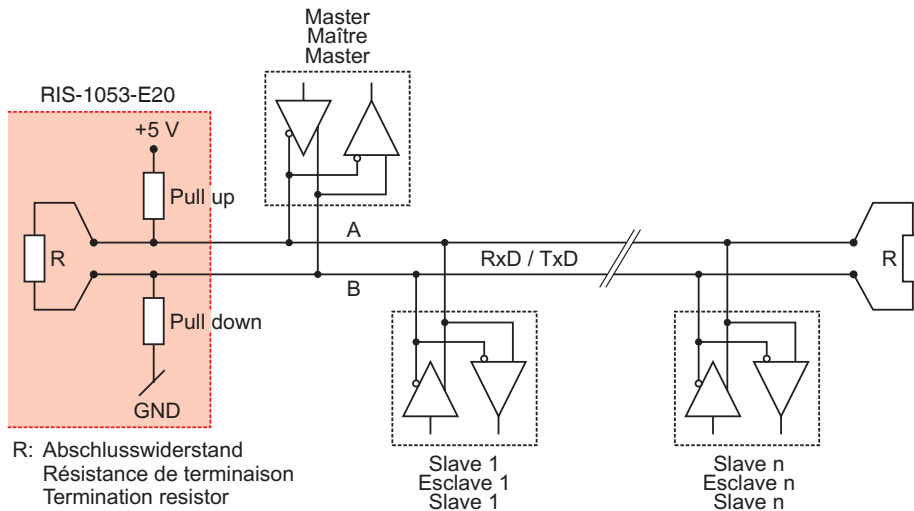 Master
Maître
Master
RIS-1053-E20
+5 V
Pull up
A
R
RxD / TxD
R
B
Pull down
GND
R: Abschlusswiderstand
Résistance de terminaison
Termination resistor
Slave 1
Esclave 1
Slave 1
Slave n
Esclave n
Slave n